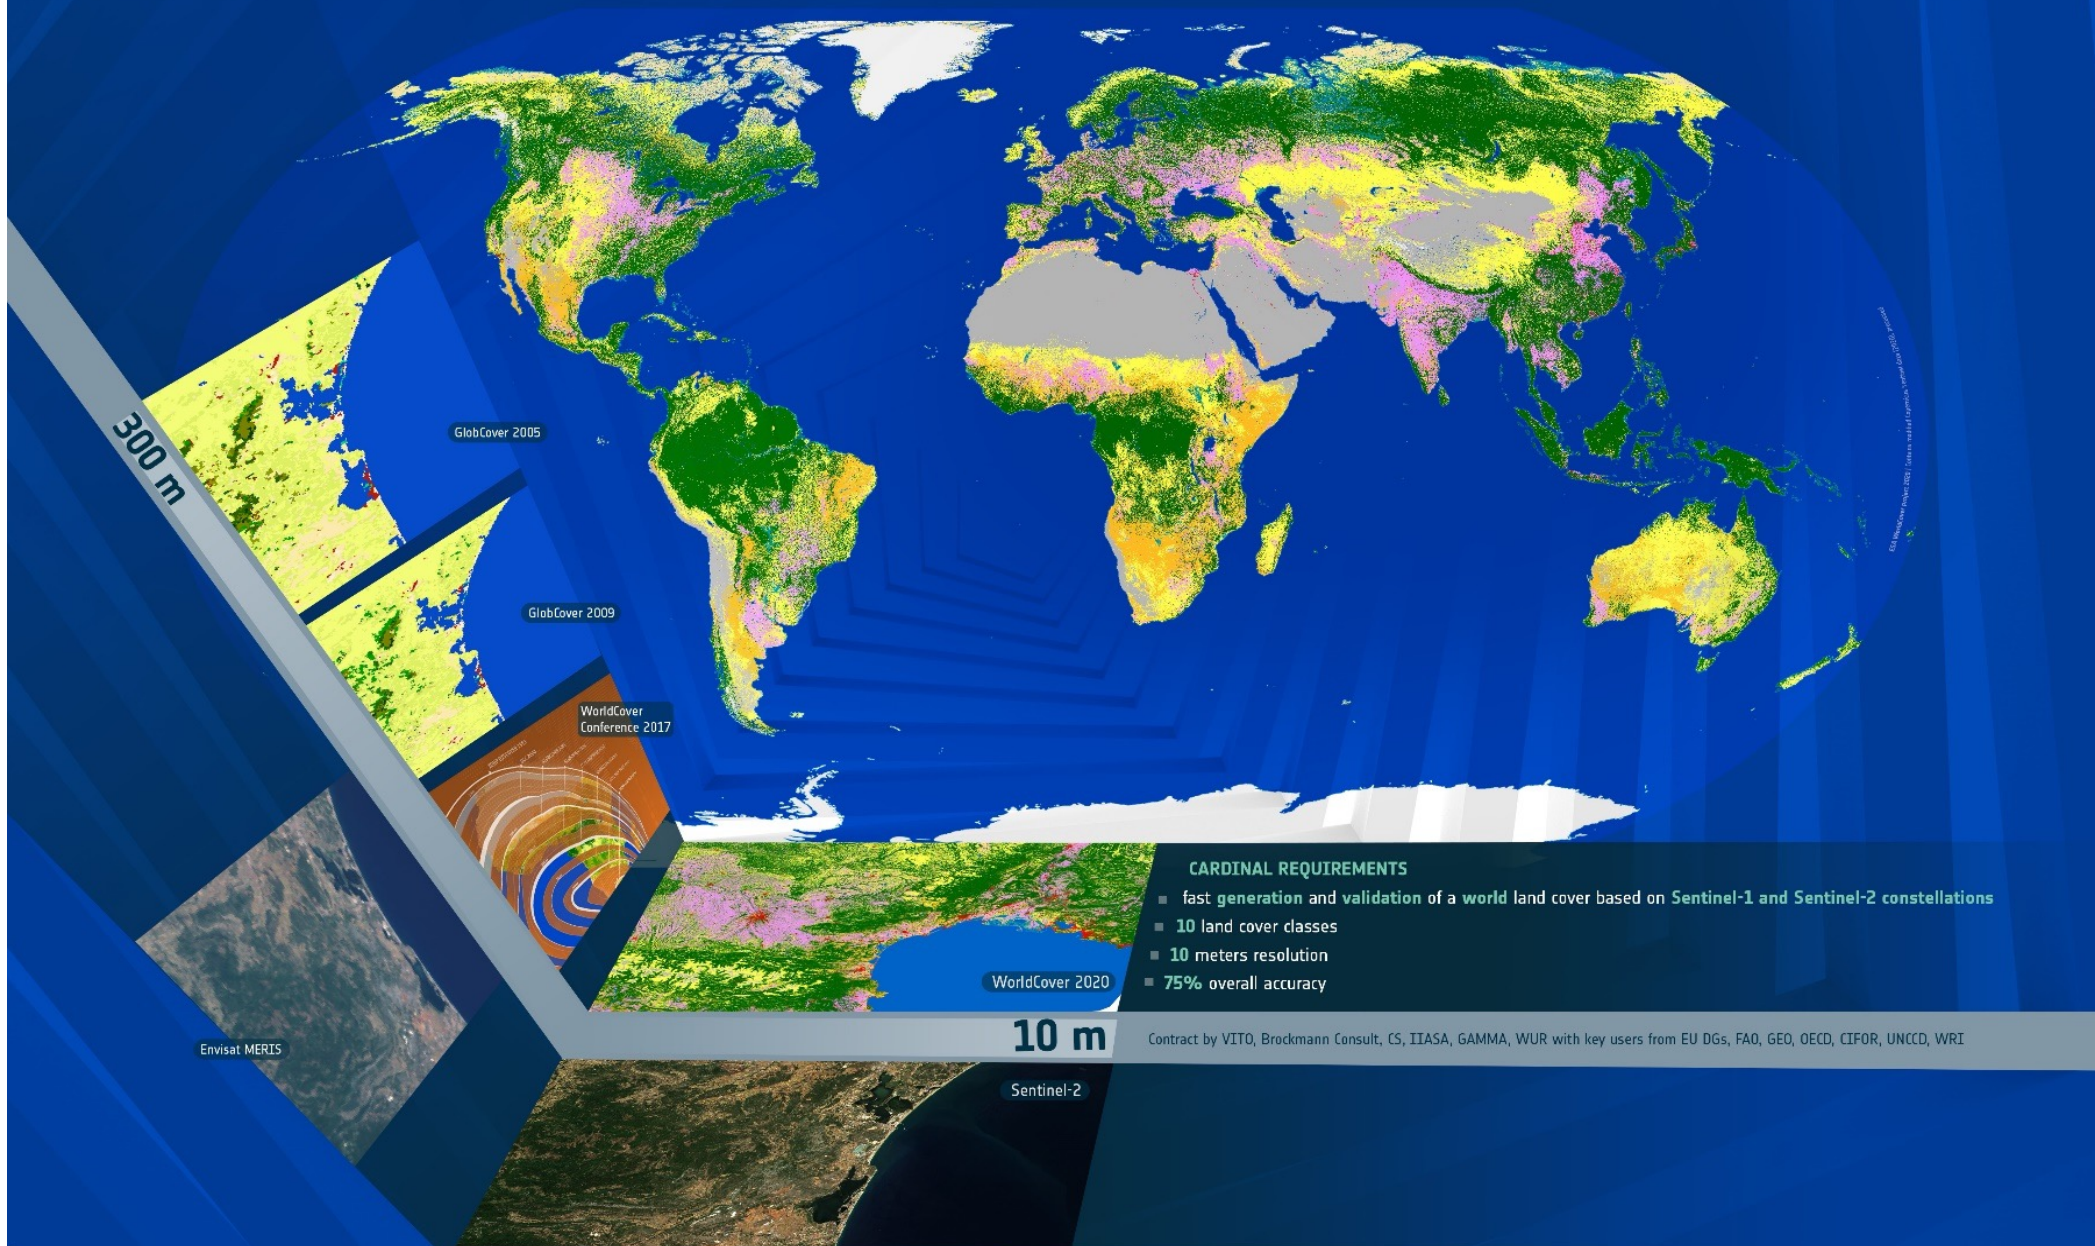 300 m
GlobCover 2005
GlobCover 2009
WorldCover
Conference 2017
Envisat MERIS
CARDINAL REQUIREMENTS
fast generation and validation of a world land cover based on Sentinel-1 and Sentinel-2 constellations
10 land cover classes
10 meters resolution
75% overall accuracy
WorldCover 2020
10 m
Contract by VITO, Brockmann Consult, CS, IIASA, GAMMA, WUR with key users from EU DGs, FAO, GEO, OECD, CIFOR, UNCCD, WRI
Sentinel-2